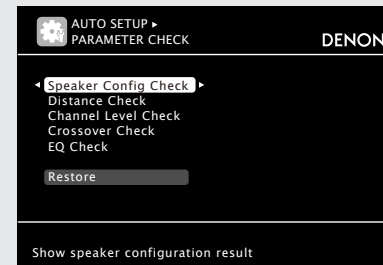 AUTO SETUP ▸
PARAMETER CHECK
DENON
◂ Speaker Config Check ▸
Distance Check
Channel Level Check
Crossover Check
EQ Check
Restore
Show speaker configuration result